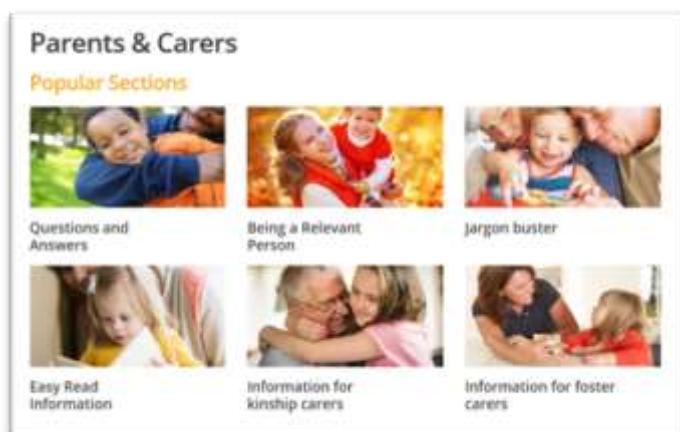 Parents & Carers
Popular Sections
Questions and
Answers
Being a Relevant
Person
Jargon buster
Easy Read
Information
Information for
kinship carers
Information for foster
carers